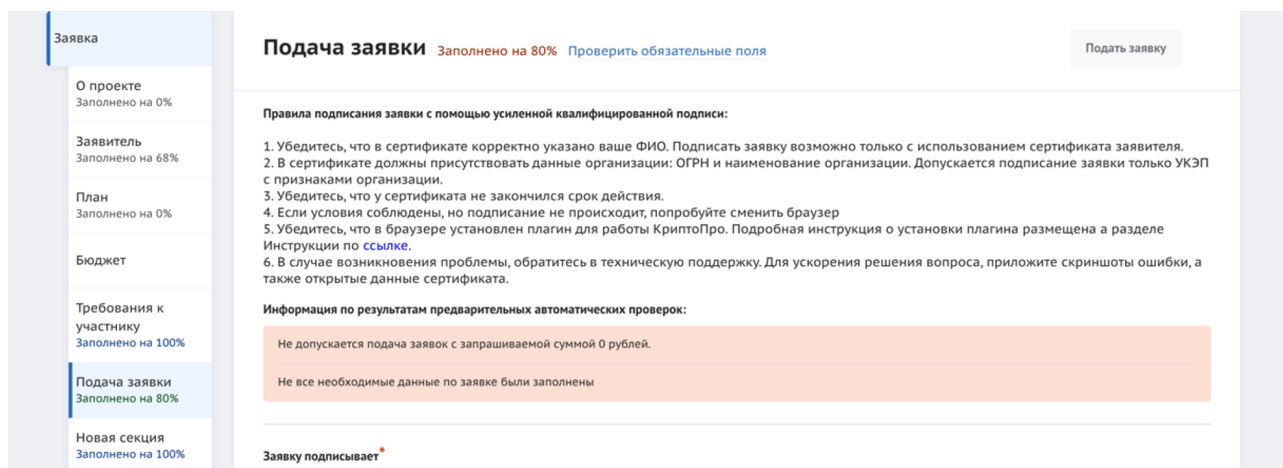 Заявка
О проекте
Заполнено на 0%
Заявитель
Заполнено на 68%
План
Заполнено на 0%
Бюджет
Требования к
участнику
Заполнено на 100%
Подача заявки
Заполнено на 80%
Новая секция
Заполнено на 100%
Подача заявки Заполнено на 80% Проверить обязательные поля
Подать заявку
Правила подписания заявки с помощью усиленной квалифицированной подписи:
1. Убедитесь, что в сертификате корректно указано ваше ФИО. Подписать заявку возможно только с использованием сертификата заявителя.
2. В сертификате должны присутствовать данные организации: ОГРН и наименование организации. Допускается подписание заявки только УКЭП
с признаками организации.
3. Убедитесь, что у сертификата не закончился срок действия.
4. Если условия соблюдены, но подписание не происходит, попробуйте сменить браузер
5. Убедитесь, что в браузере установлен плагин для работы КриптоПро. Подробная инструкция о установки плагина размещена а разделе
Инструкции по ссылке.
6. В случае возникновения проблемы, обратитесь в техническую поддержку. Для ускорения решения вопроса, приложите скриншоты ошибки, а
также открытые данные сертификата.
Информация по результатам предварительных автоматических проверок:
Не допускается подача заявок с запрашиваемой суммой 0 рублей.
Не все необходимые данные по заявке были заполнены
Заявку подписывает*